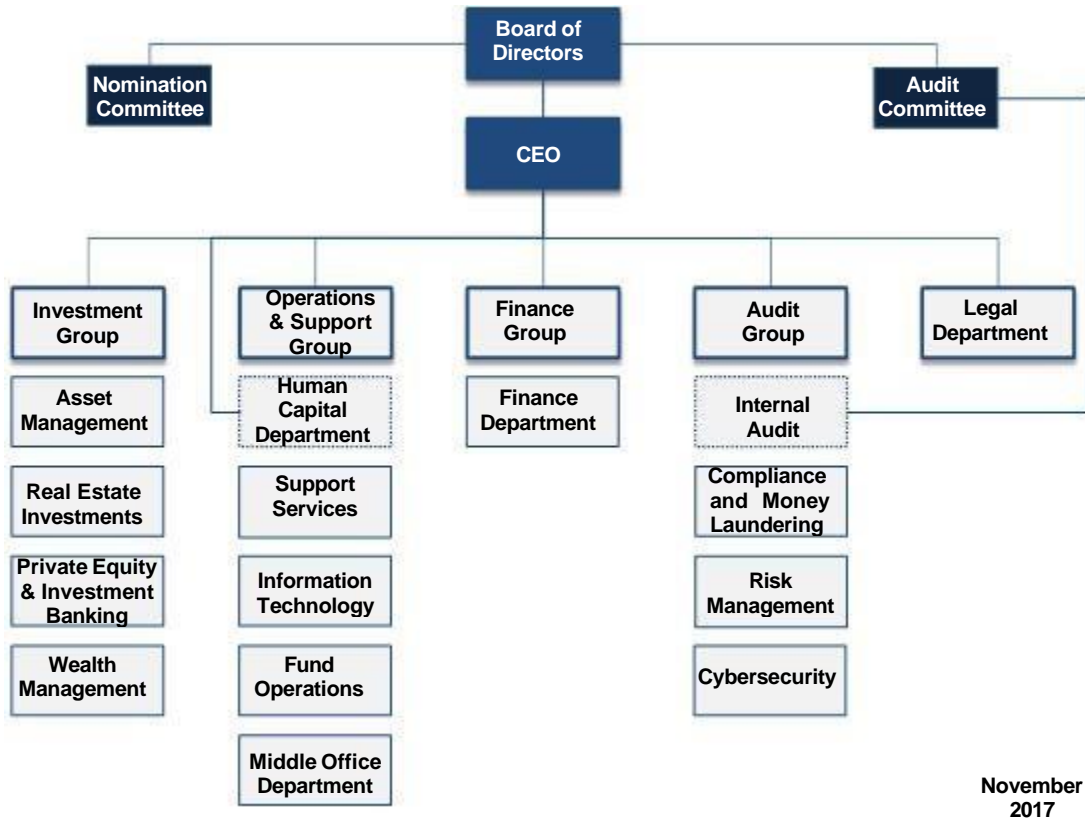 Board of
Directors
Nomination
Committee
Audit
Committee
CEO
Investment
Group
Operations
& Support
Group
Finance
Group
Audit
Group
Legal
Department
Asset
Management
Human
Capital
Department
Finance
Department
Internal
Audit
Real Estate
Investments
Support
Services
Compliance
and Money
Laundering
Private Equity
& Investment
Banking
Information
Technology
Risk
Management
Wealth
Management
Fund
Operations
Cybersecurity
Middle Office
Department
November
2017